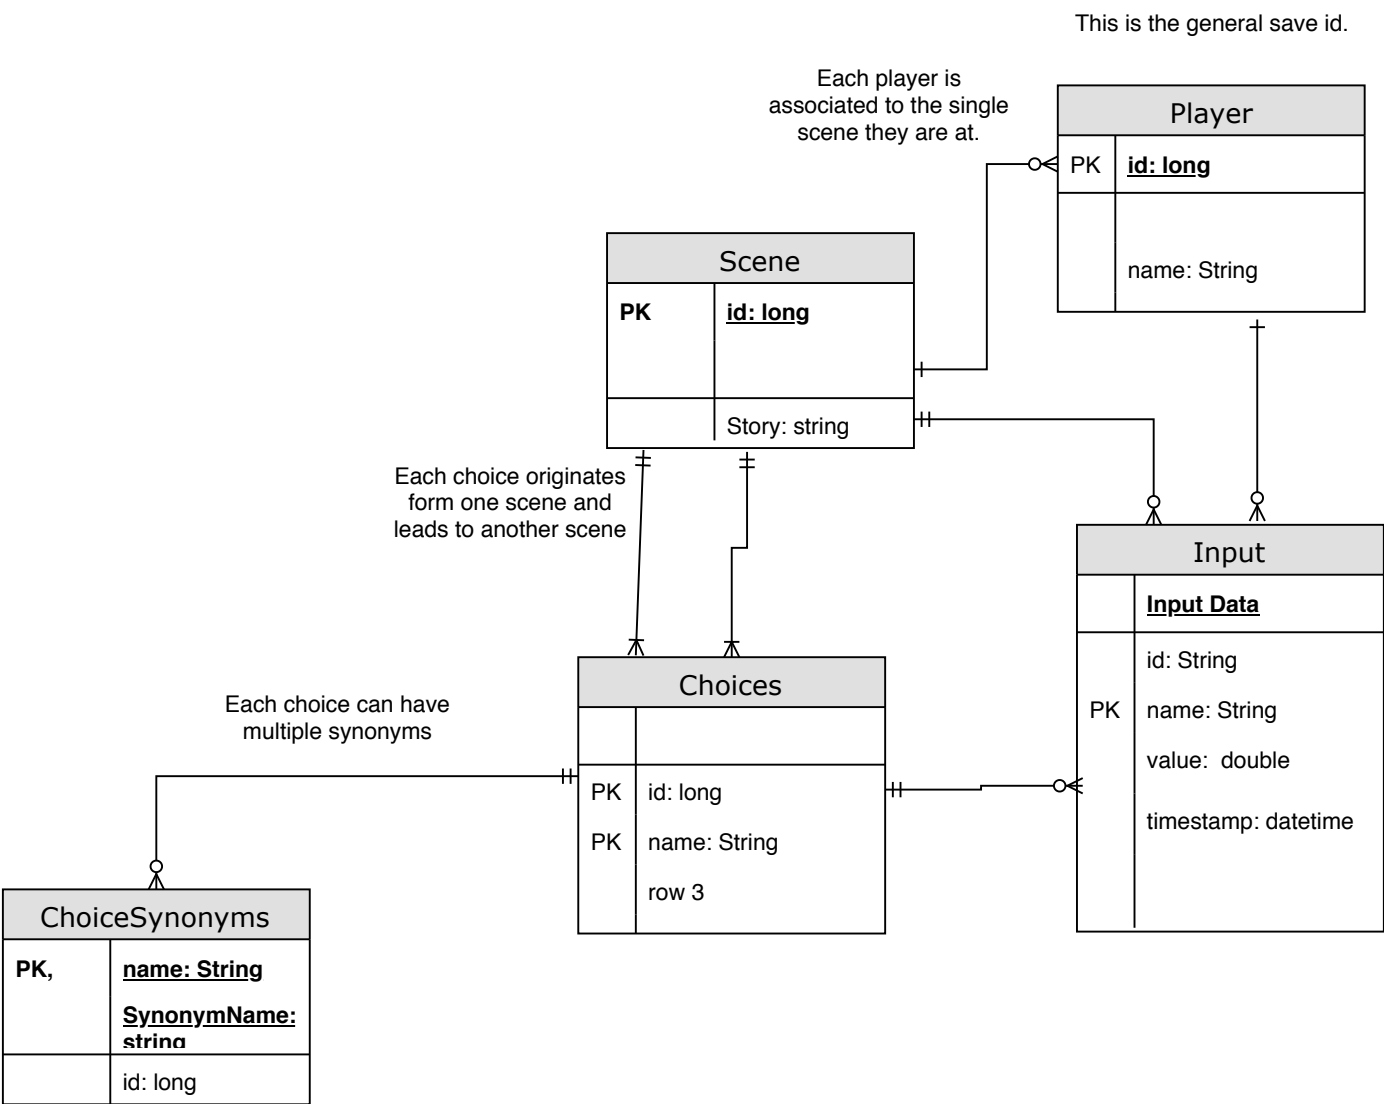 This is the general save id.
Each player is
associated to the single
scene they are at.
Player
PK id: long
name: String
Scene
PK id: long
Story: string
Each choice originates
form one scene and
leads to another scene
Input
Input Data
id: String
PK name: String
value: double
timestamp: datetime
Choices
PK id: long
PK name: String
row 3
Each choice can have
multiple synonyms
ChoiceSynonyms
PK, name: String
SynonymName:
string
id: long